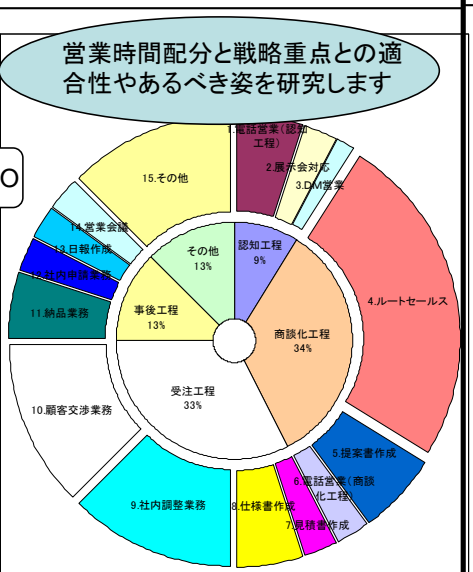 営業時間配分と戦略重点との適
合性やあるべき姿を研究します
O
1.電話営業(認知
工程)
2.展示会対応
3.DM営業
4.ルートセールス
5.提案書作成
6.電話営業(商談
化工程)
7.見積書作成
8.仕様書作成
9.社内調整業務
10.顧客交渉業務
11.納品業務
12.社内申請業務
13.日報作成
14.営業会議
15.その他
認知工程
9%
商談化工程
34%
受注工程
33%
事後工程
13%
その他
13%